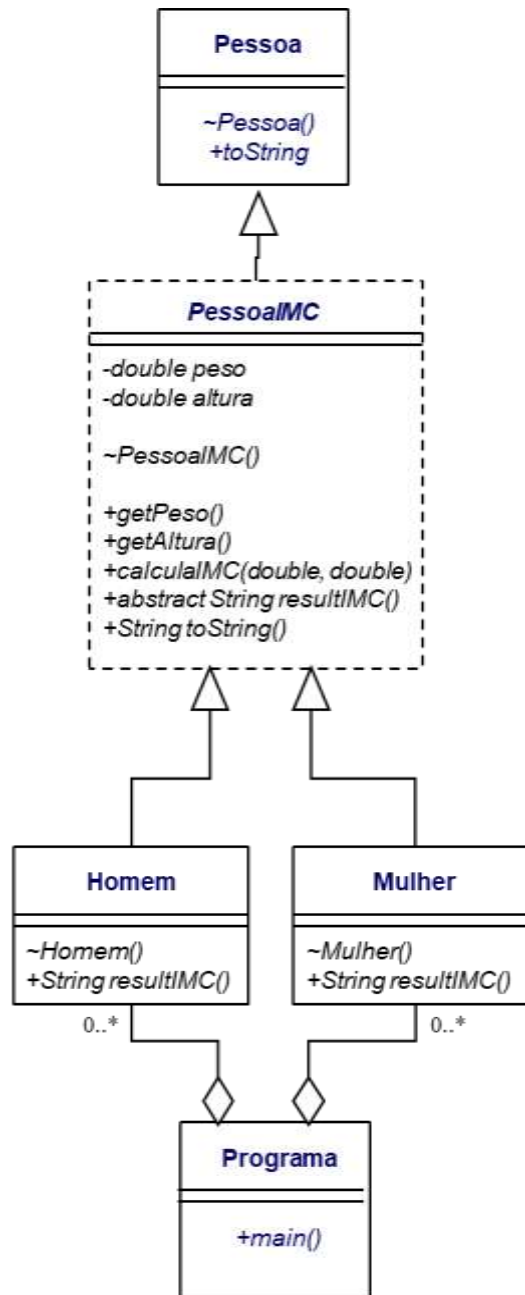 Pessoa
~Pessoa()
+toString
PessoaIMC
-double peso
-double altura
~PessoaIMC()
+getPeso()
+getAltura()
+calculaIMC(double, double)
+abstract String resultIMC()
+String toString()
Homem
~Homem()
+String resultIMC()
0..*
Mulher
~Mulher()
+String resultIMC()
0..*
Programa
+main()